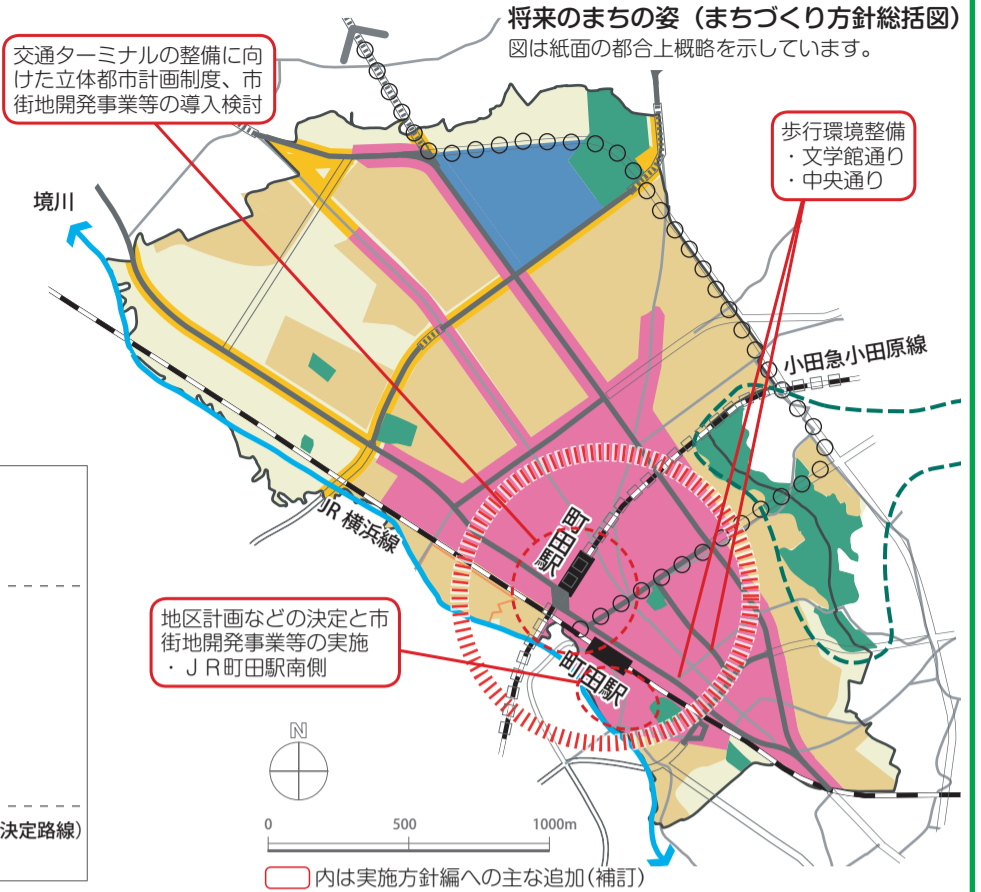 将来のまちの姿（まちづくり方針総括図）
図は紙面の都合上概略を示しています。
交通ターミナルの整備に向
けた立体都市計画制度、市
街地開発事業等の導入検討
歩行環境整備
・文学館通り
・中央通り
境川
小田急小田原線
JR 横浜線
町田駅
地区計画などの決定と市
街地開発事業等の実施
・ＪＲ町田駅南側
町田駅
N
決定路線）
0 500 1000m
内は実施方針編への主な追加（補訂）